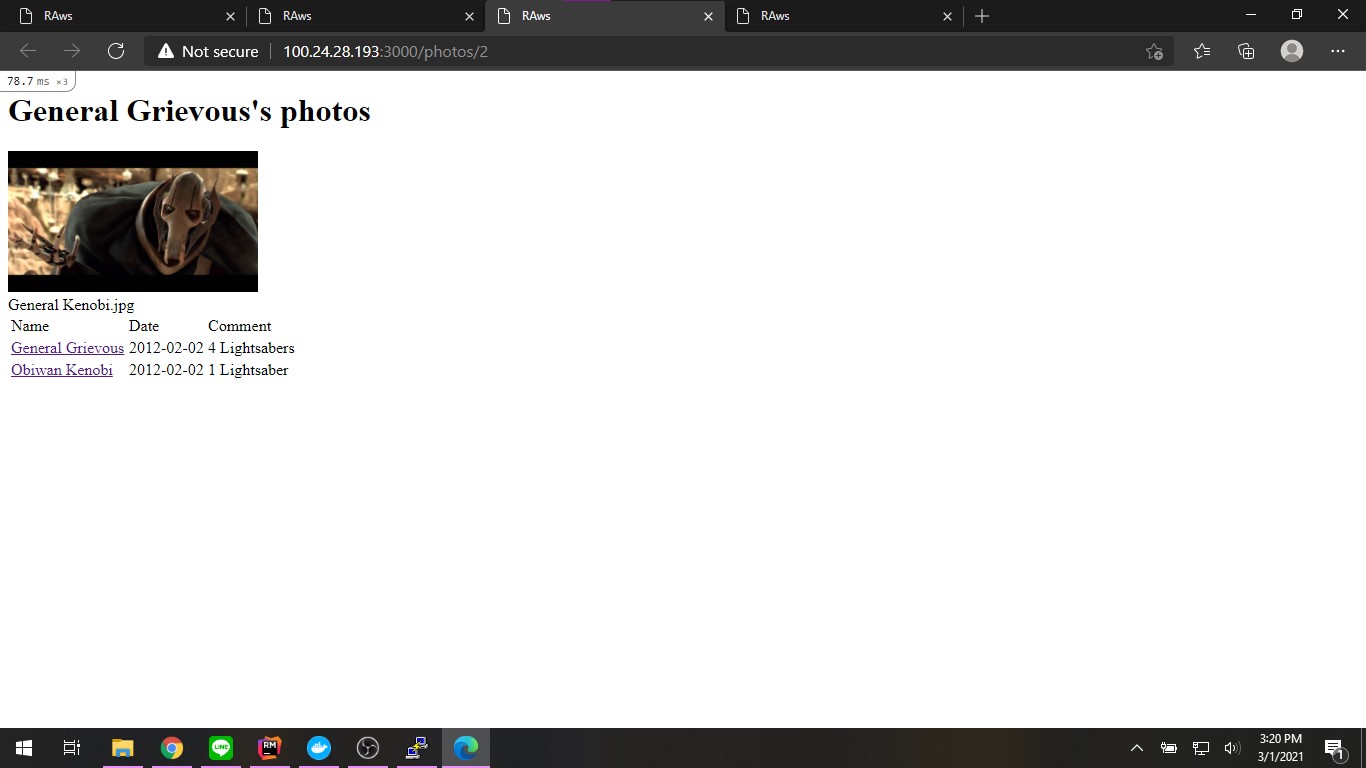 RAws RAws RAws RAws
Not secure 100.24.28.193:3000/photos/2
78.7 ms ×3
General Grievous's photos
General Kenobi.jpg
Name Date Comment
General Grievous 2012-02-02 4 Lightsabers
Obiwan Kenobi 2012-02-02 1 Lightsaber
LINE RM
3:20 PM
3/1/2021
1